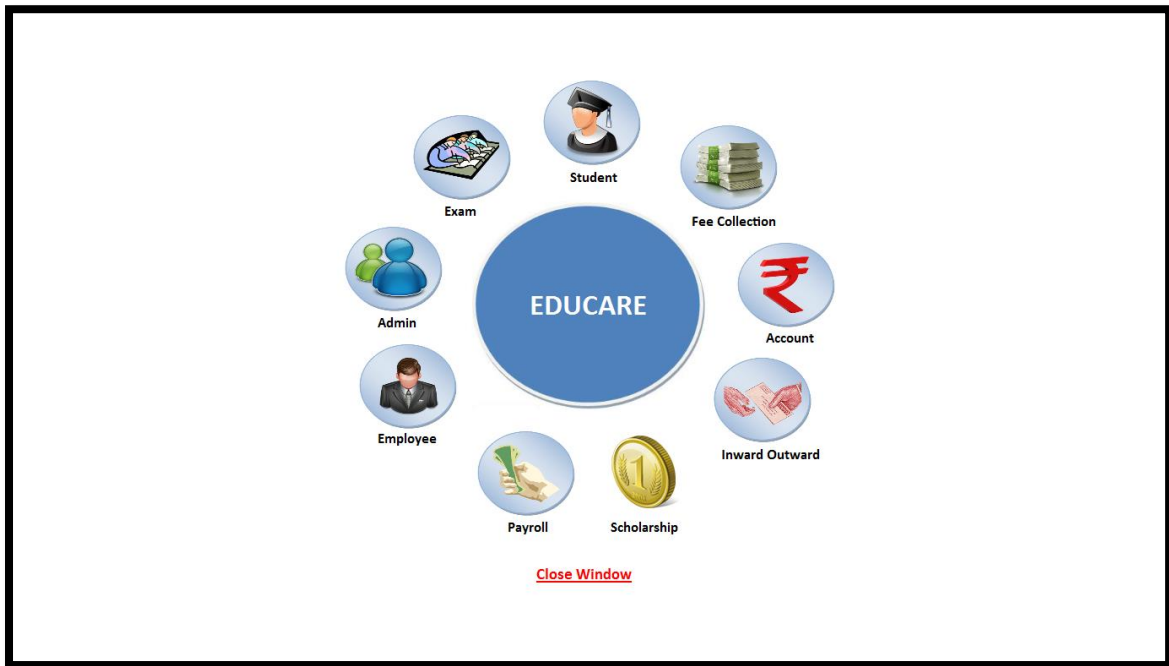 Student
Exam
Fee Collection
EDUCARE
Admin
Account
Employee
Inward Outward
Payroll
Scholarship
Close Window